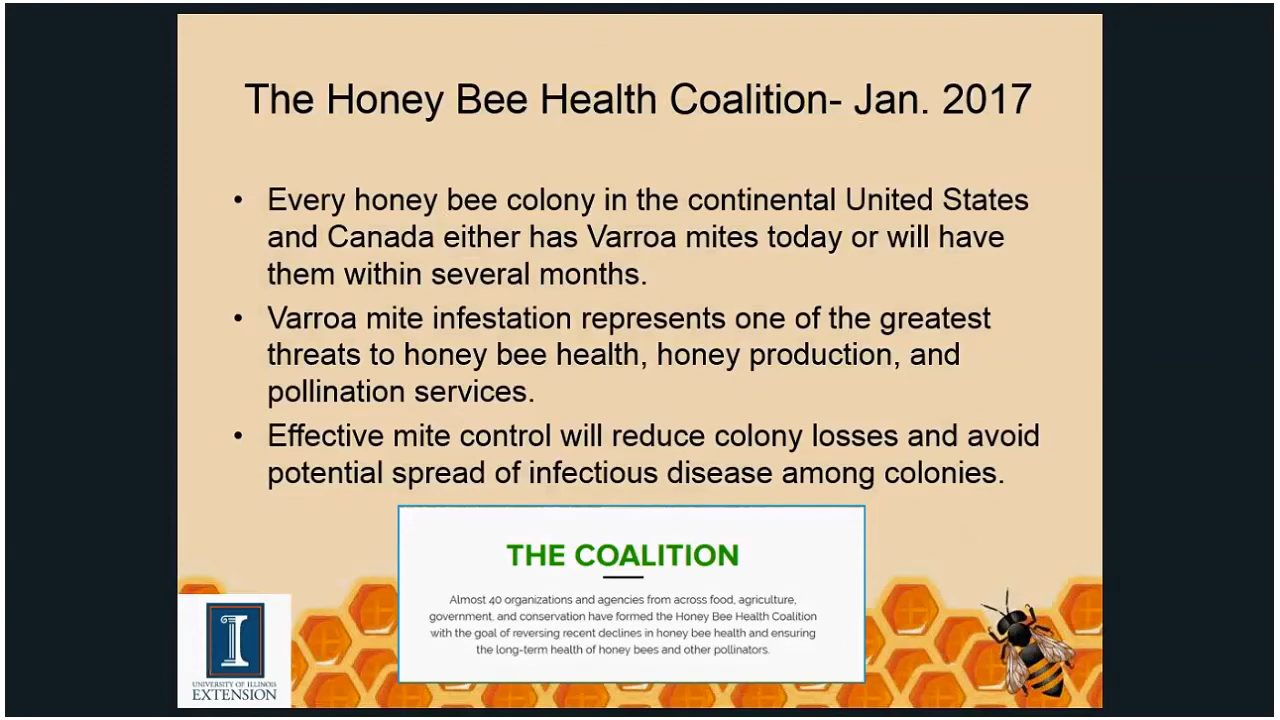 The Honey Bee Health Coalition- Jan. 2017
• Every honey bee colony in the continental United States
and Canada either has Varroa mites today or will have
them within several months.
• Varroa mite infestation represents one of the greatest
threats to honey bee health, honey production, and
pollination services.
• Effective mite control will reduce colony losses and avoid
potential spread of infectious disease among colonies.
THE COALITION
Almost 40 organizations and agencies from across food, agriculture,
government, and conservation have formed the Honey Bee Health Coalition
with the goal of reversing recent declines in honey bee health and ensuring
the long-term health of honey bees and other pollinators.
I
UNIVERSITY OF ILLINOIS
EXTENSION